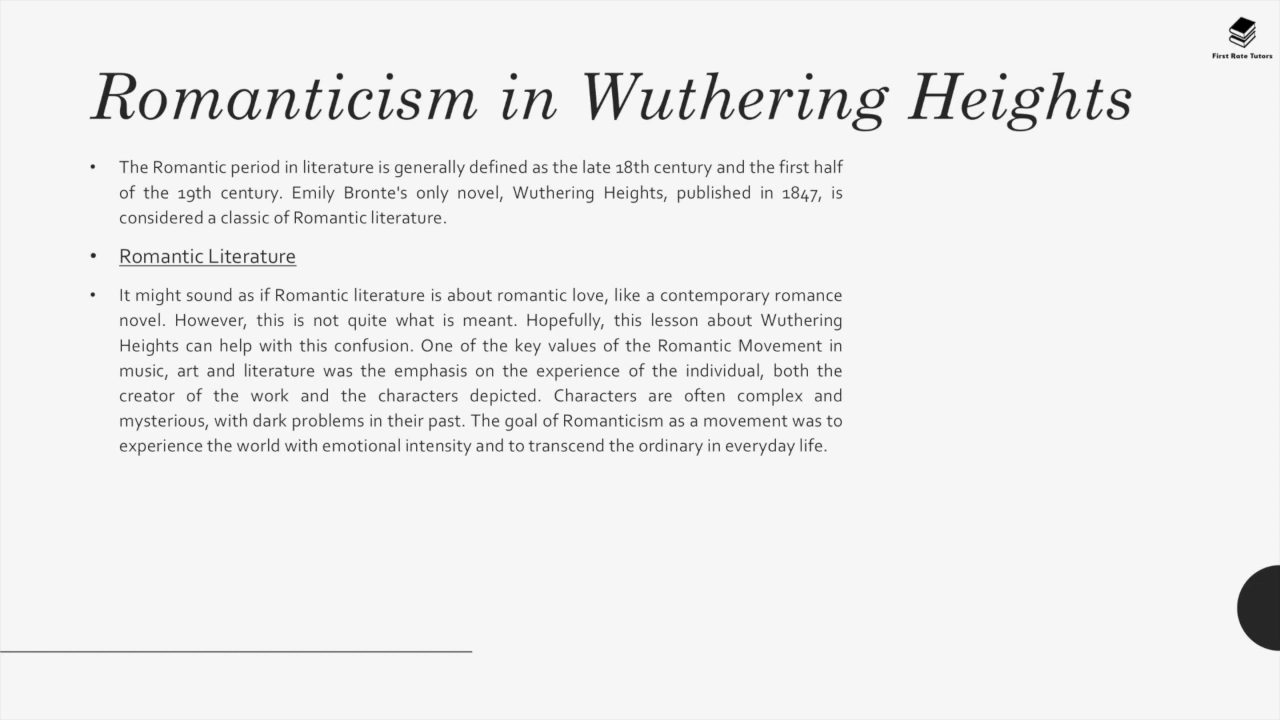 First Rate Tutors
Romanticism in Wuthering Heights
• The Romantic period in literature is generally defined as the late 18th century and the first half
of the 19th century. Emily Bronte's only novel, Wuthering Heights, published in 1847, is
considered a classic of Romantic literature.
• Romantic Literature
• It might sound as if Romantic literature is about romantic love, like a contemporary romance
novel. However, this is not quite what is meant. Hopefully, this lesson about Wuthering
Heights can help with this confusion. One of the key values of the Romantic Movement in
music, art and literature was the emphasis on the experience of the individual, both the
creator of the work and the characters depicted. Characters are often complex and
mysterious, with dark problems in their past. The goal of Romanticism as a movement was to
experience the world with emotional intensity and to transcend the ordinary in everyday life.